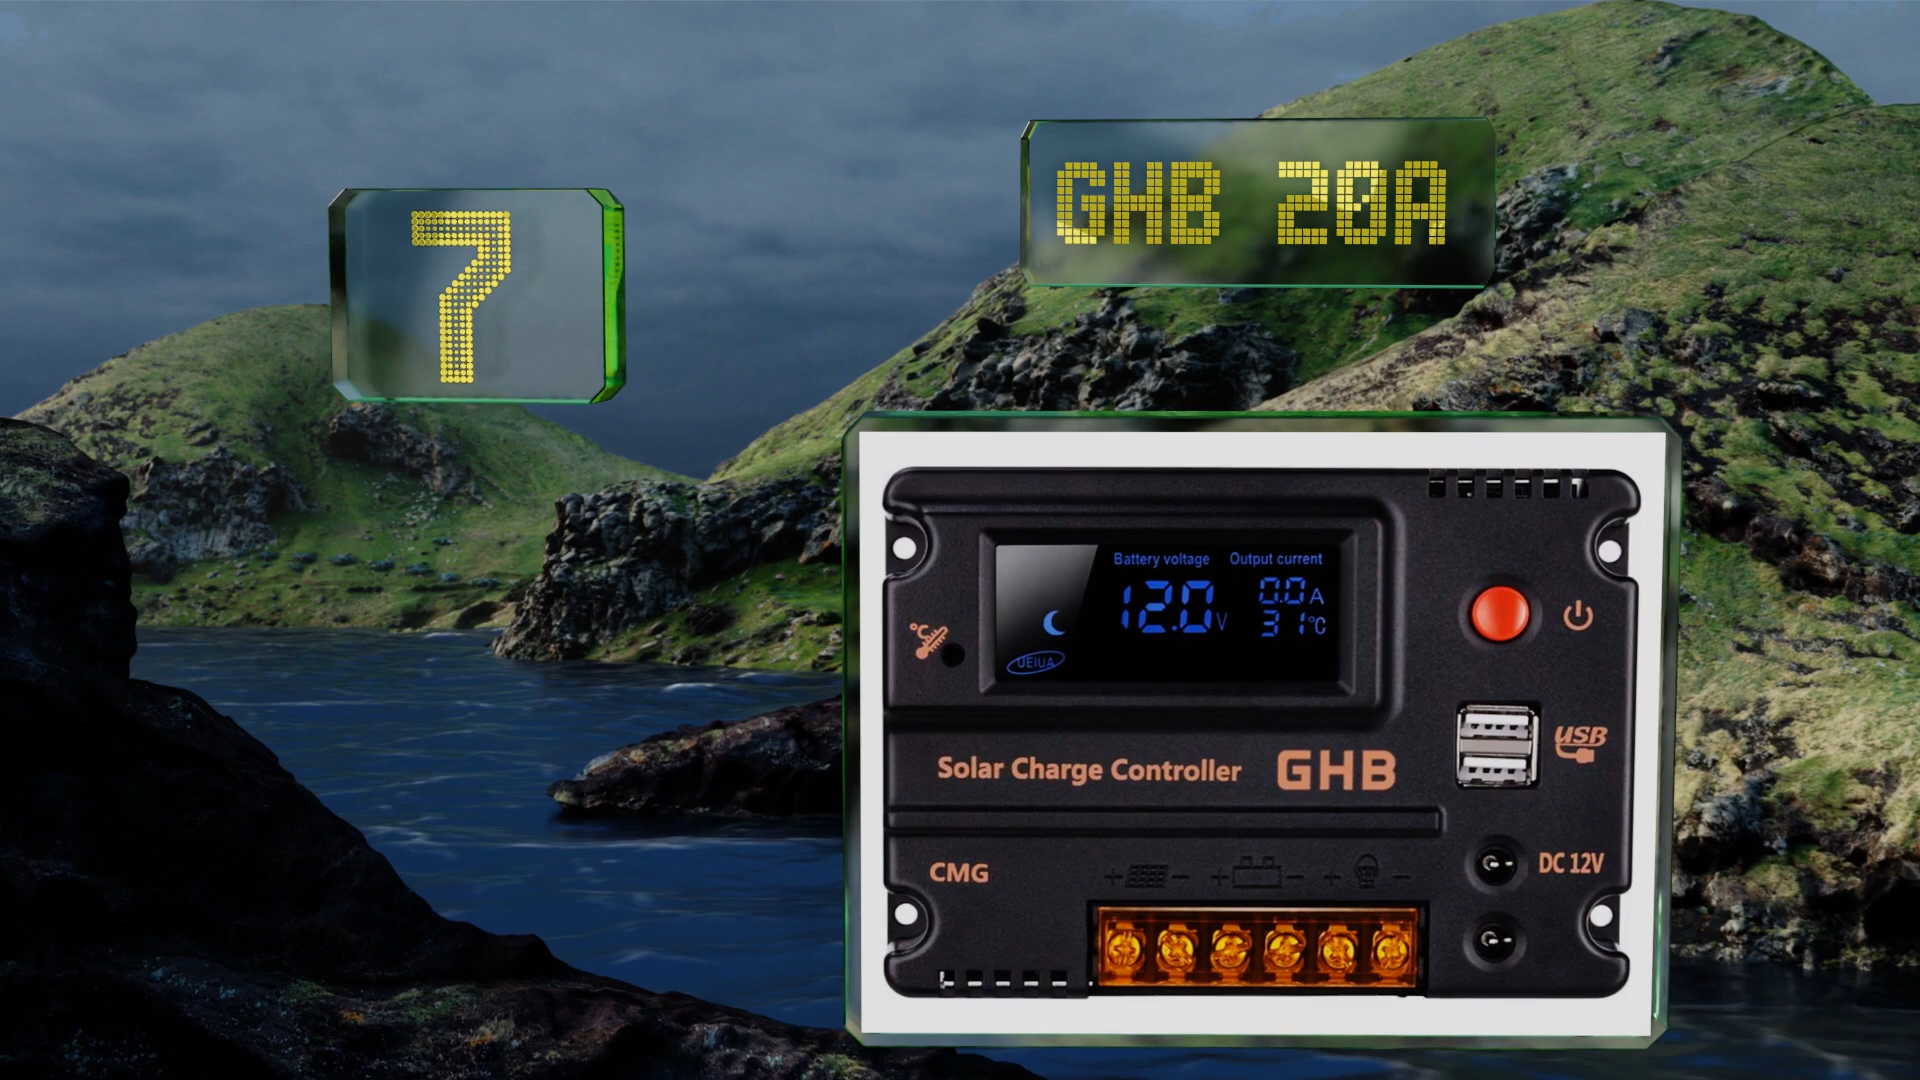 7
GHB 20A
Battery voltage Output current
12.0V 0.0A
31°C
UEIUA
°C
Solar Charge Controller GHB
USB
CMG
DC 12V